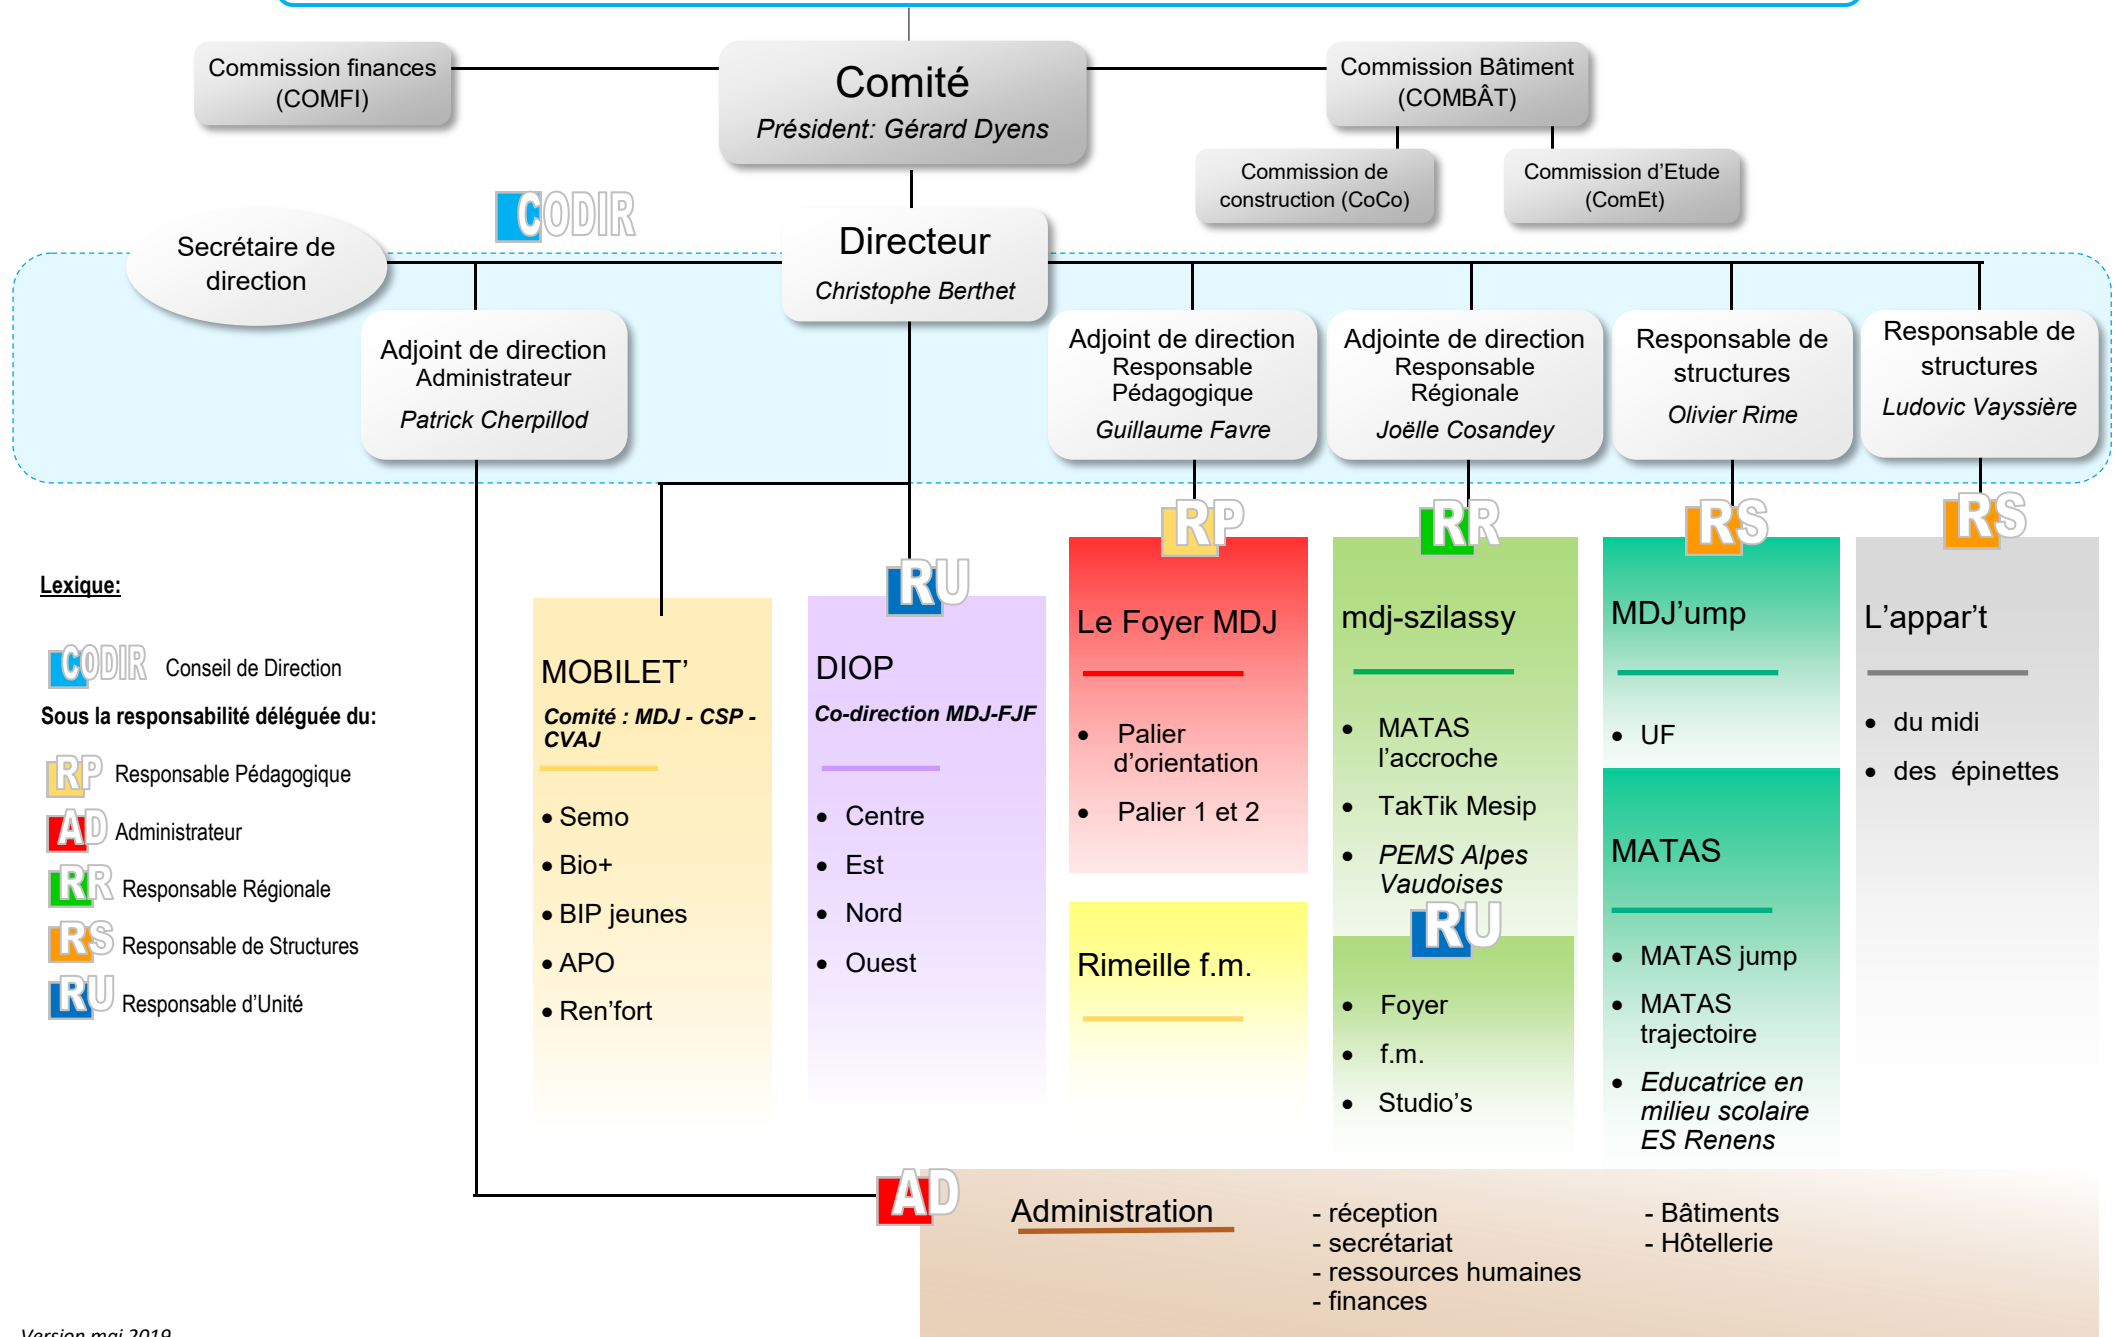 Commission finances
(COMFI)
Comité
Président: Gérard Dyens
Commission Bâtiment
(COMBÂT)
Commission de
construction (CoCo)
Commission d’Etude
(ComEt)
CODIR
Secrétaire de
direction
Directeur
Christophe Berthet
Adjoint de direction
Administrateur
Patrick Cherpillod
Adjoint de direction
Responsable
Pédagogique
Guillaume Favre
Adjointe de direction
Responsable
Régionale
Joëlle Cosandey
Responsable de
structures
Olivier Rime
Responsable de
structures
Ludovic Vayssière
Lexique:
CODIR Conseil de Direction
Sous la responsabilité déléguée du:
RP Responsable Pédagogique
AD Administrateur
RR Responsable Régionale
RS Responsable de Structures
RU Responsable d’Unité
MOBILET’
Comité : MDJ - CSP -
CVAJ
• Semo
• Bio+
• BIP jeunes
• APO
• Ren’fort
RU
DIOP
Co-direction MDJ-FJF
• Centre
• Est
• Nord
• Ouest
RP
Le Foyer MDJ
• Palier
d’orientation
• Palier 1 et 2
Rimeille f.m.
RR
mdj-szilassy
• MATAS
l’accroche
• TakTik Mesip
• PEMS Alpes
Vaudoises
RU
• Foyer
• f.m.
• Studio’s
RS
MDJ’ump
• UF
MATAS
• MATAS jump
• MATAS
trajectoire
• Educatrice en
milieu scolaire
ES Renens
RS
L’appar’t
• du midi
• des épinettes
AD
Administration
- réception
- secrétariat
- ressources humaines
- finances
- Bâtiments
- Hôtellerie
Version mai 2019